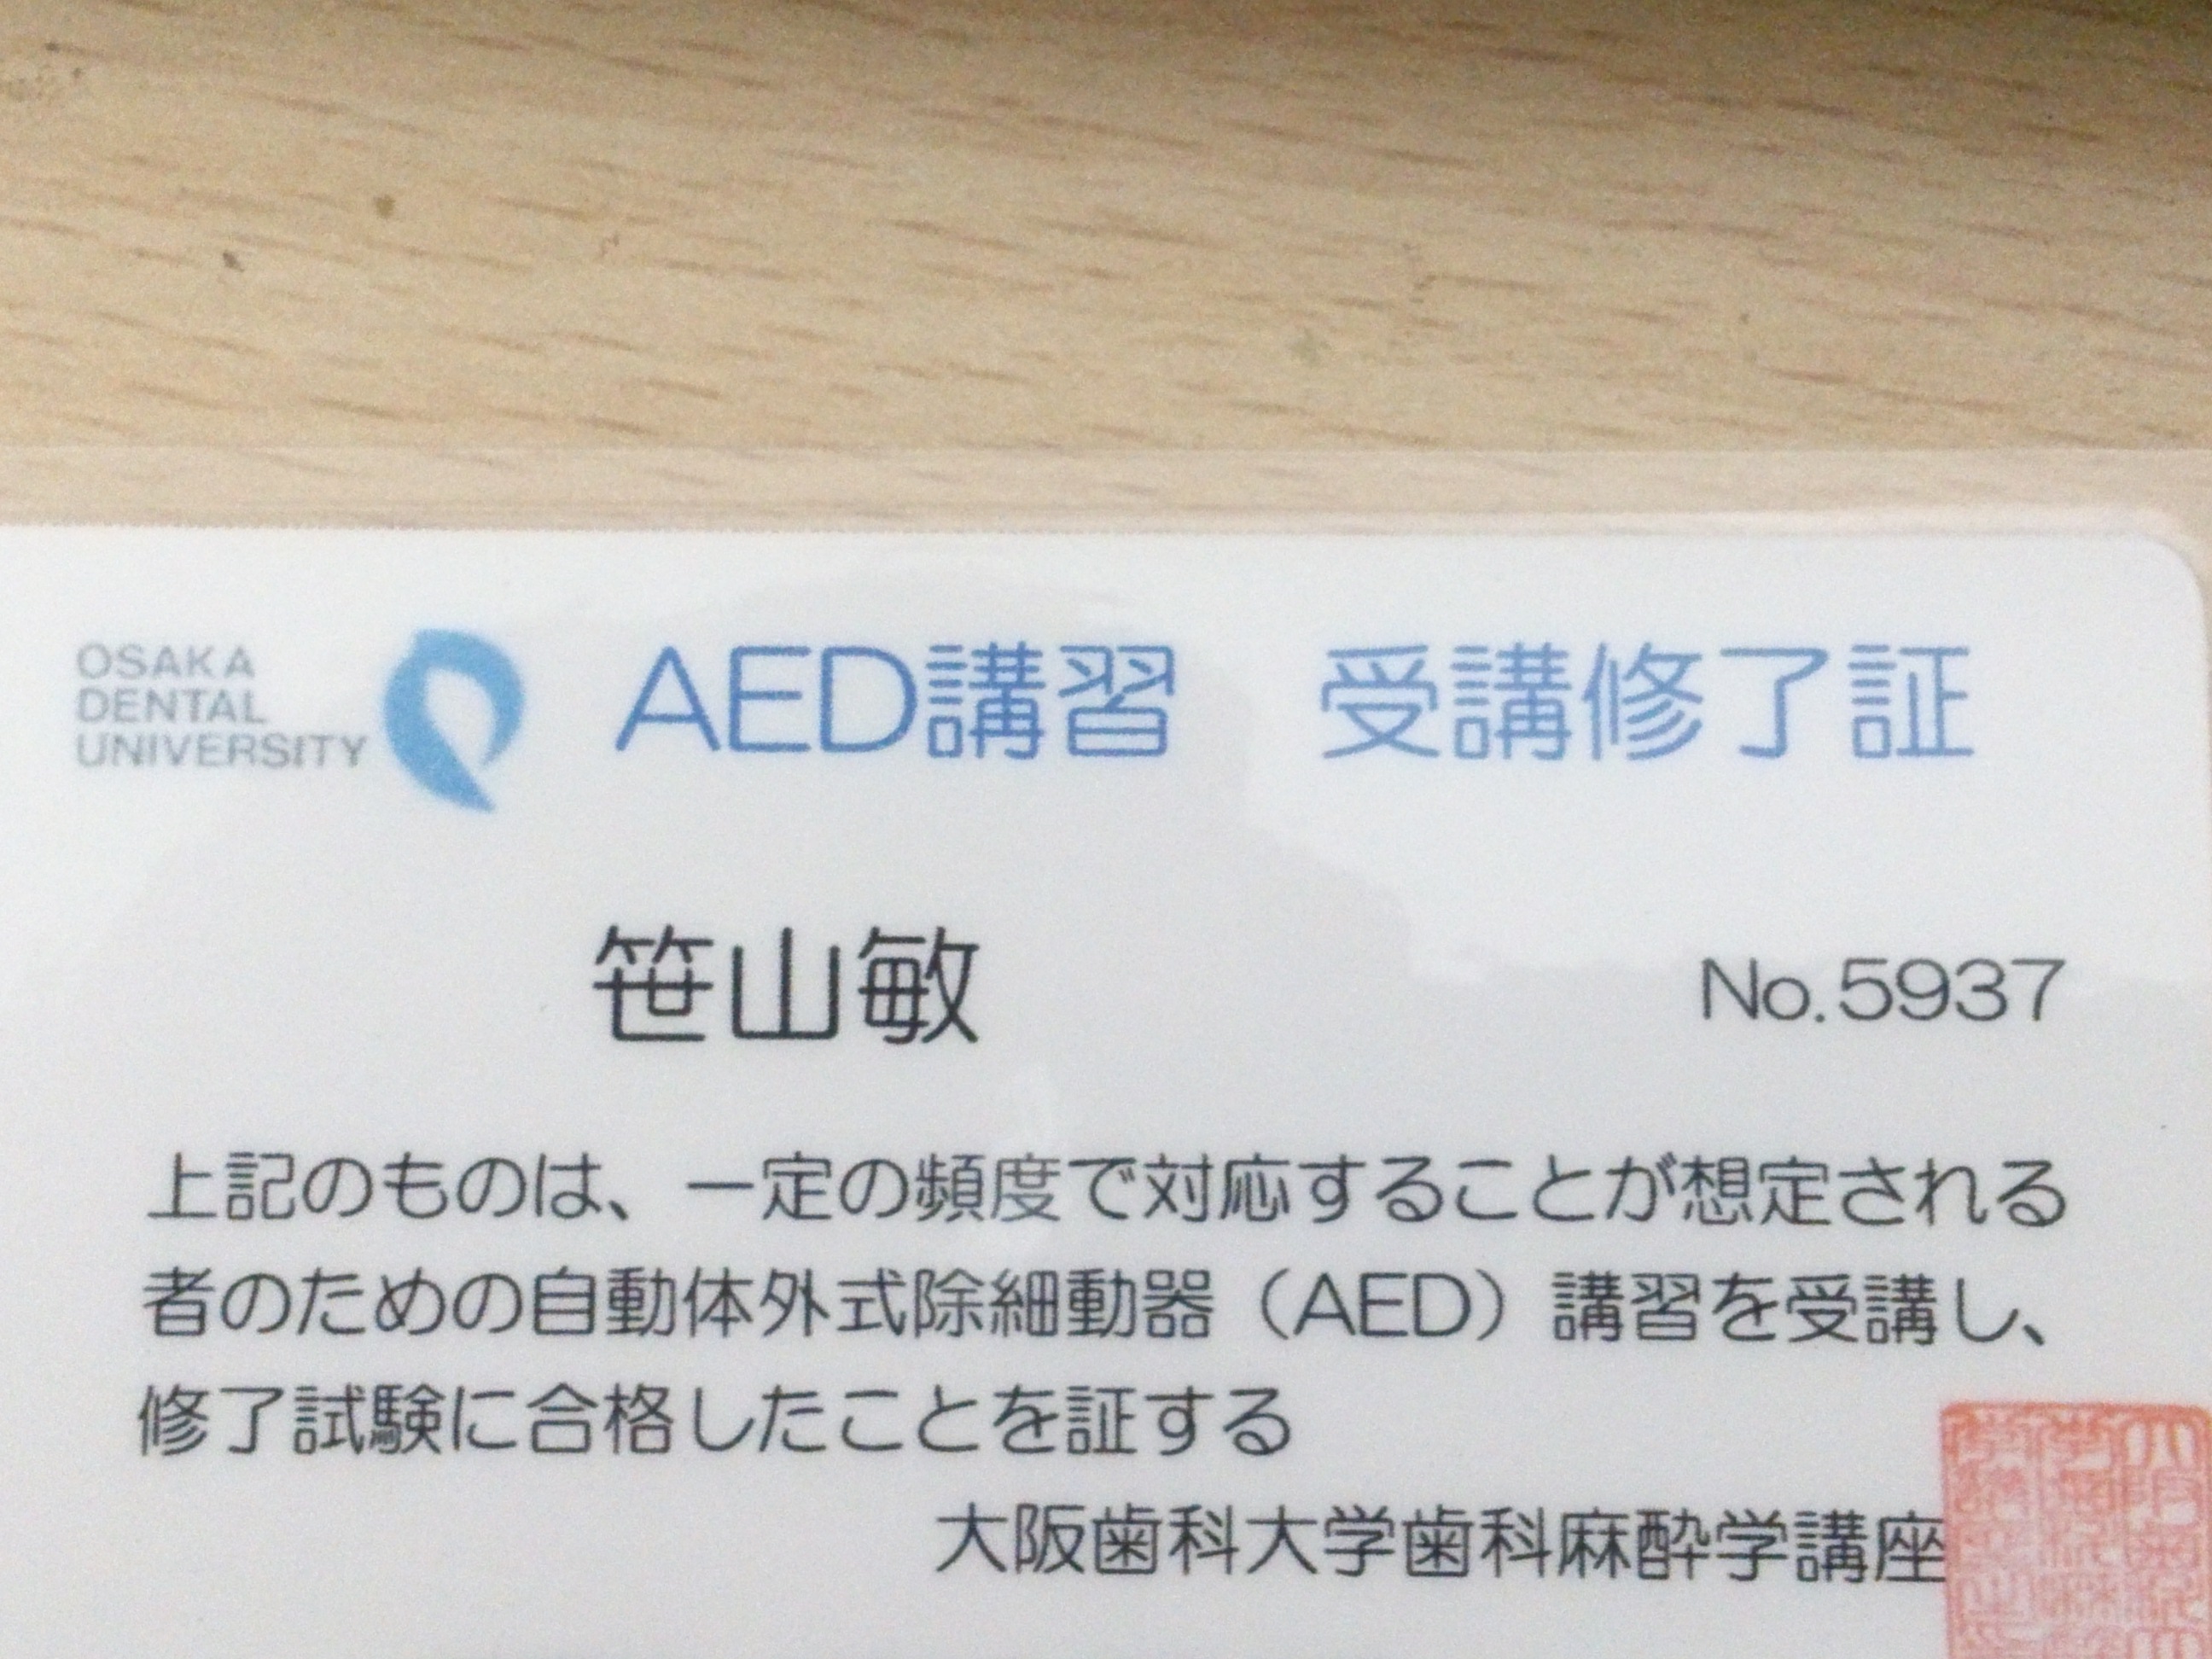 OSAKA
DENTAL
UNIVERSITY
AED講習　受講修了証
笹山敏
No.5937
上記のものは、一定の頻度で対応することが想定される
者のための自動体外式除細動器（AED）講習を受講し、
修了試験に合格したことを証する
大阪歯科大学歯科麻酔学講座